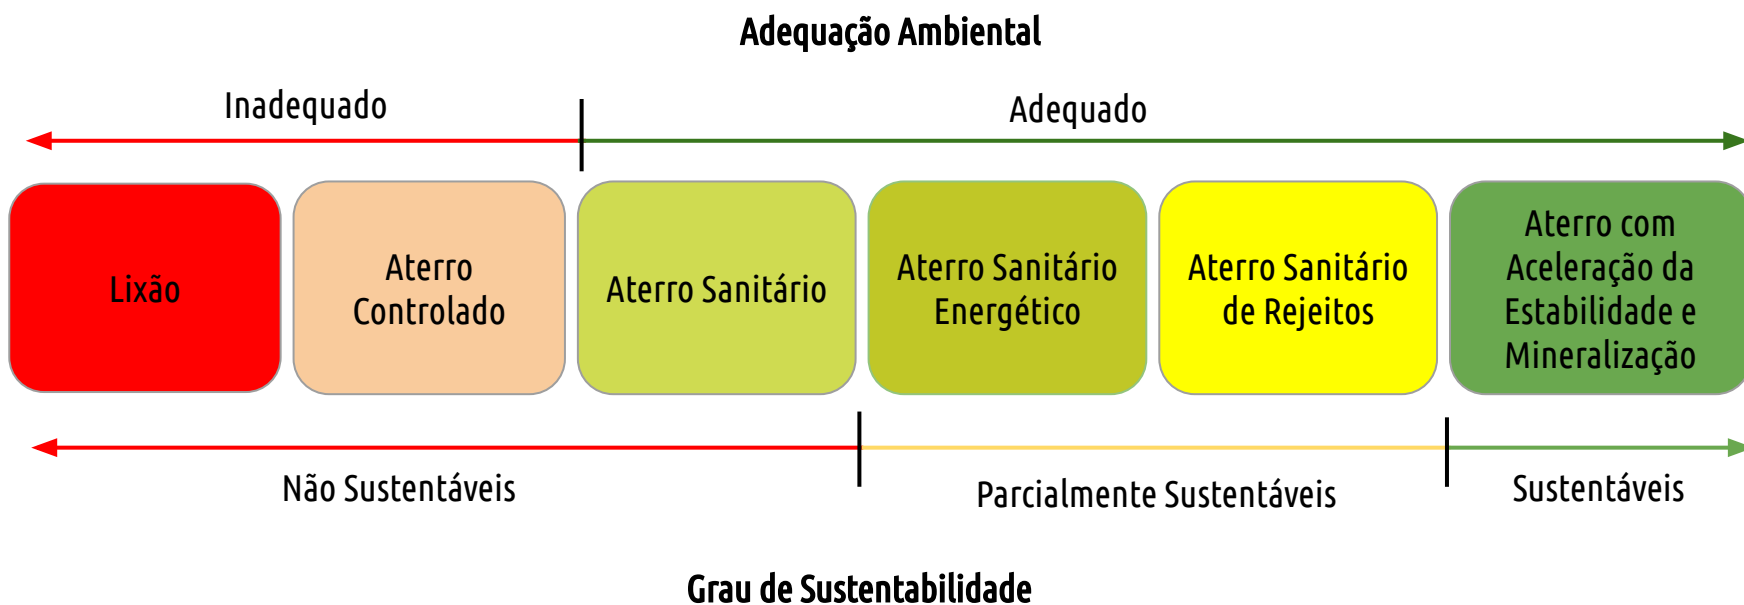 Adequação Ambiental
Inadequado
Adequado
Lixão
Aterro
Controlado
Aterro Sanitário
Aterro Sanitário
Energético
Aterro Sanitário
de Rejeitos
Aterro com
Aceleração da
Estabilidade e
Mineralização
Não Sustentáveis
Parcialmente Sustentáveis
Sustentáveis
Grau de Sustentabilidade